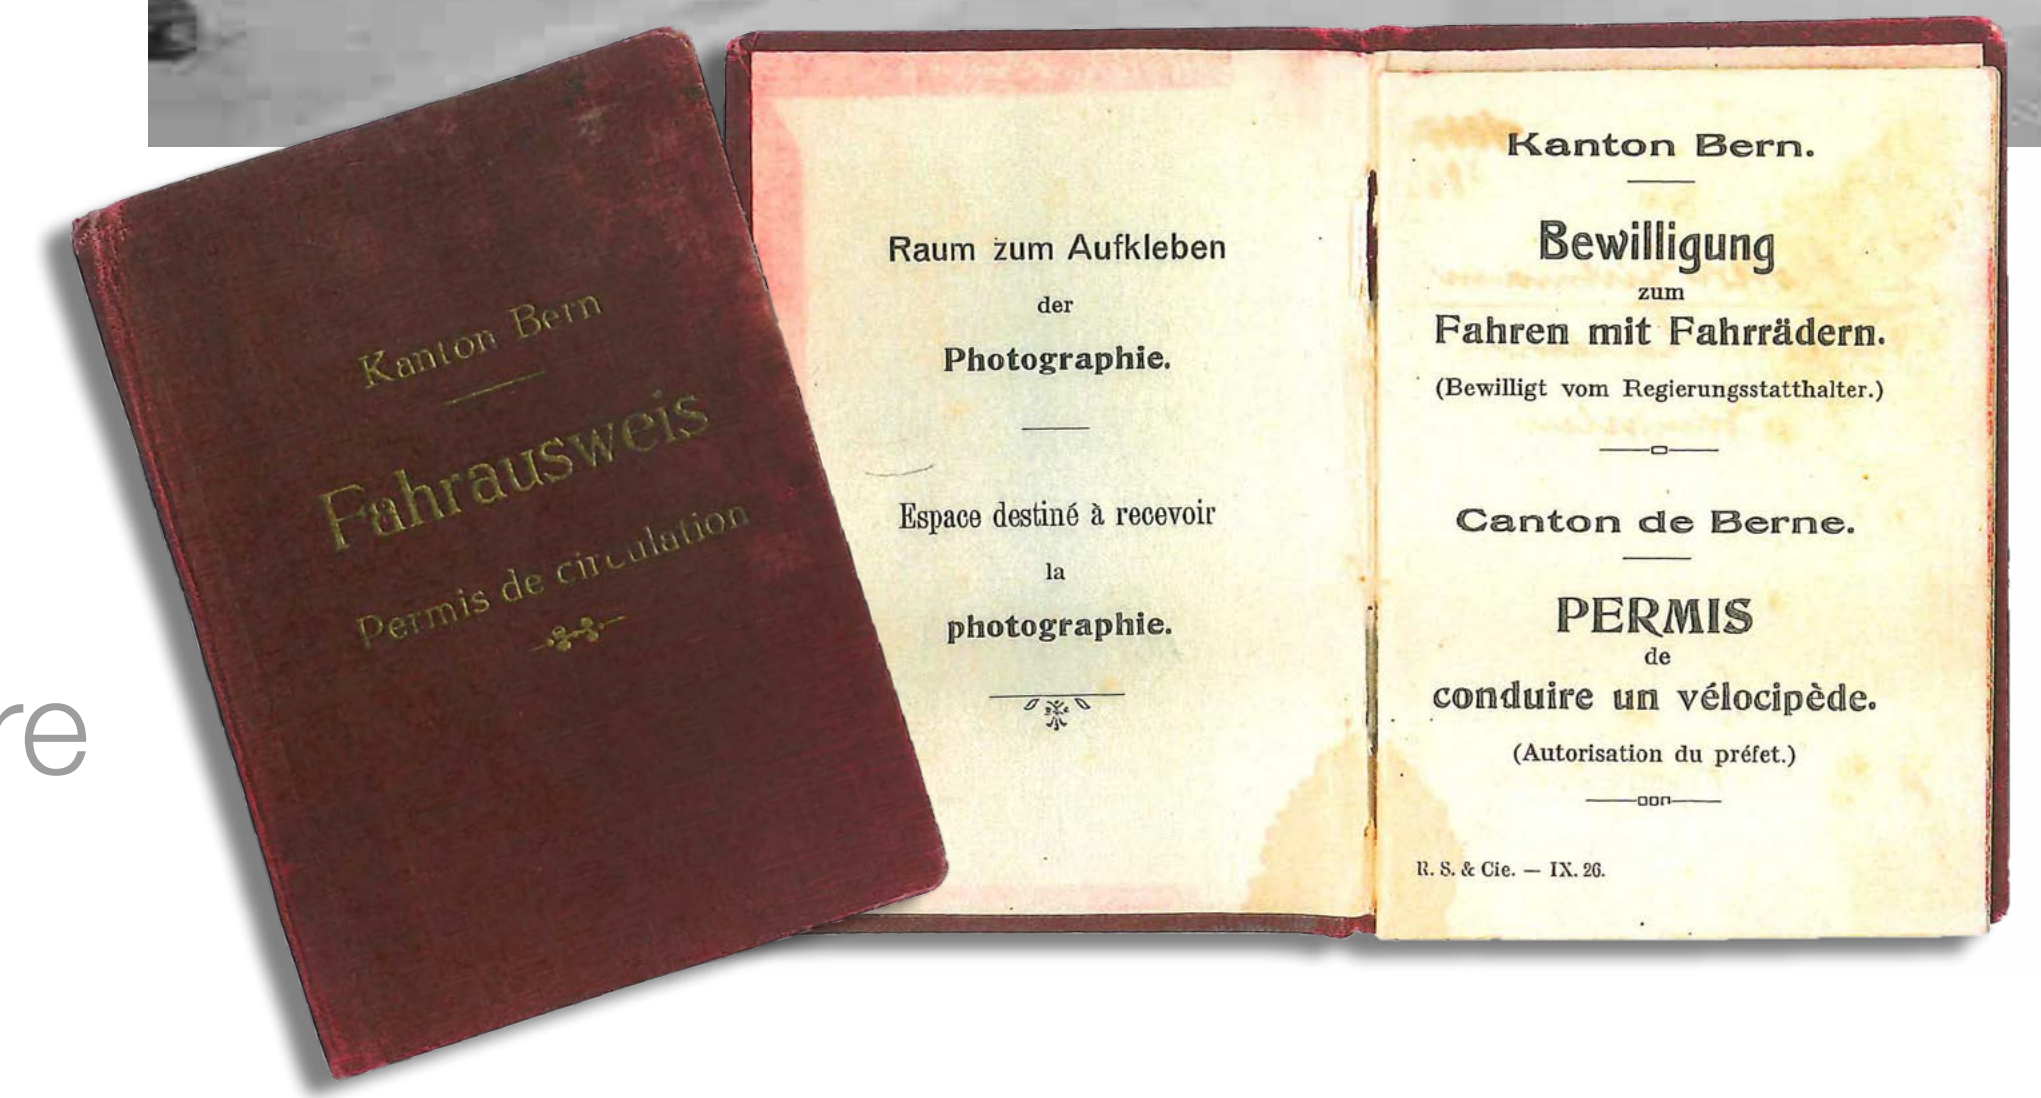 Kanton Bern
Fahrausweis
Permis de circulation
Raum zum Aufkleben
der
Photographie.
Espace destiné à recevoir
la
photographie.
Kanton Bern.
Bewilligung
zum
Fahren mit Fahrrädern.
(Bewilligt vom Regierungsstatthalter.)
Canton de Berne.
PERMIS
de
conduire un vélocipède.
(Autorisation du préfet.)
R. S. & Cie. — IX. 26.
re